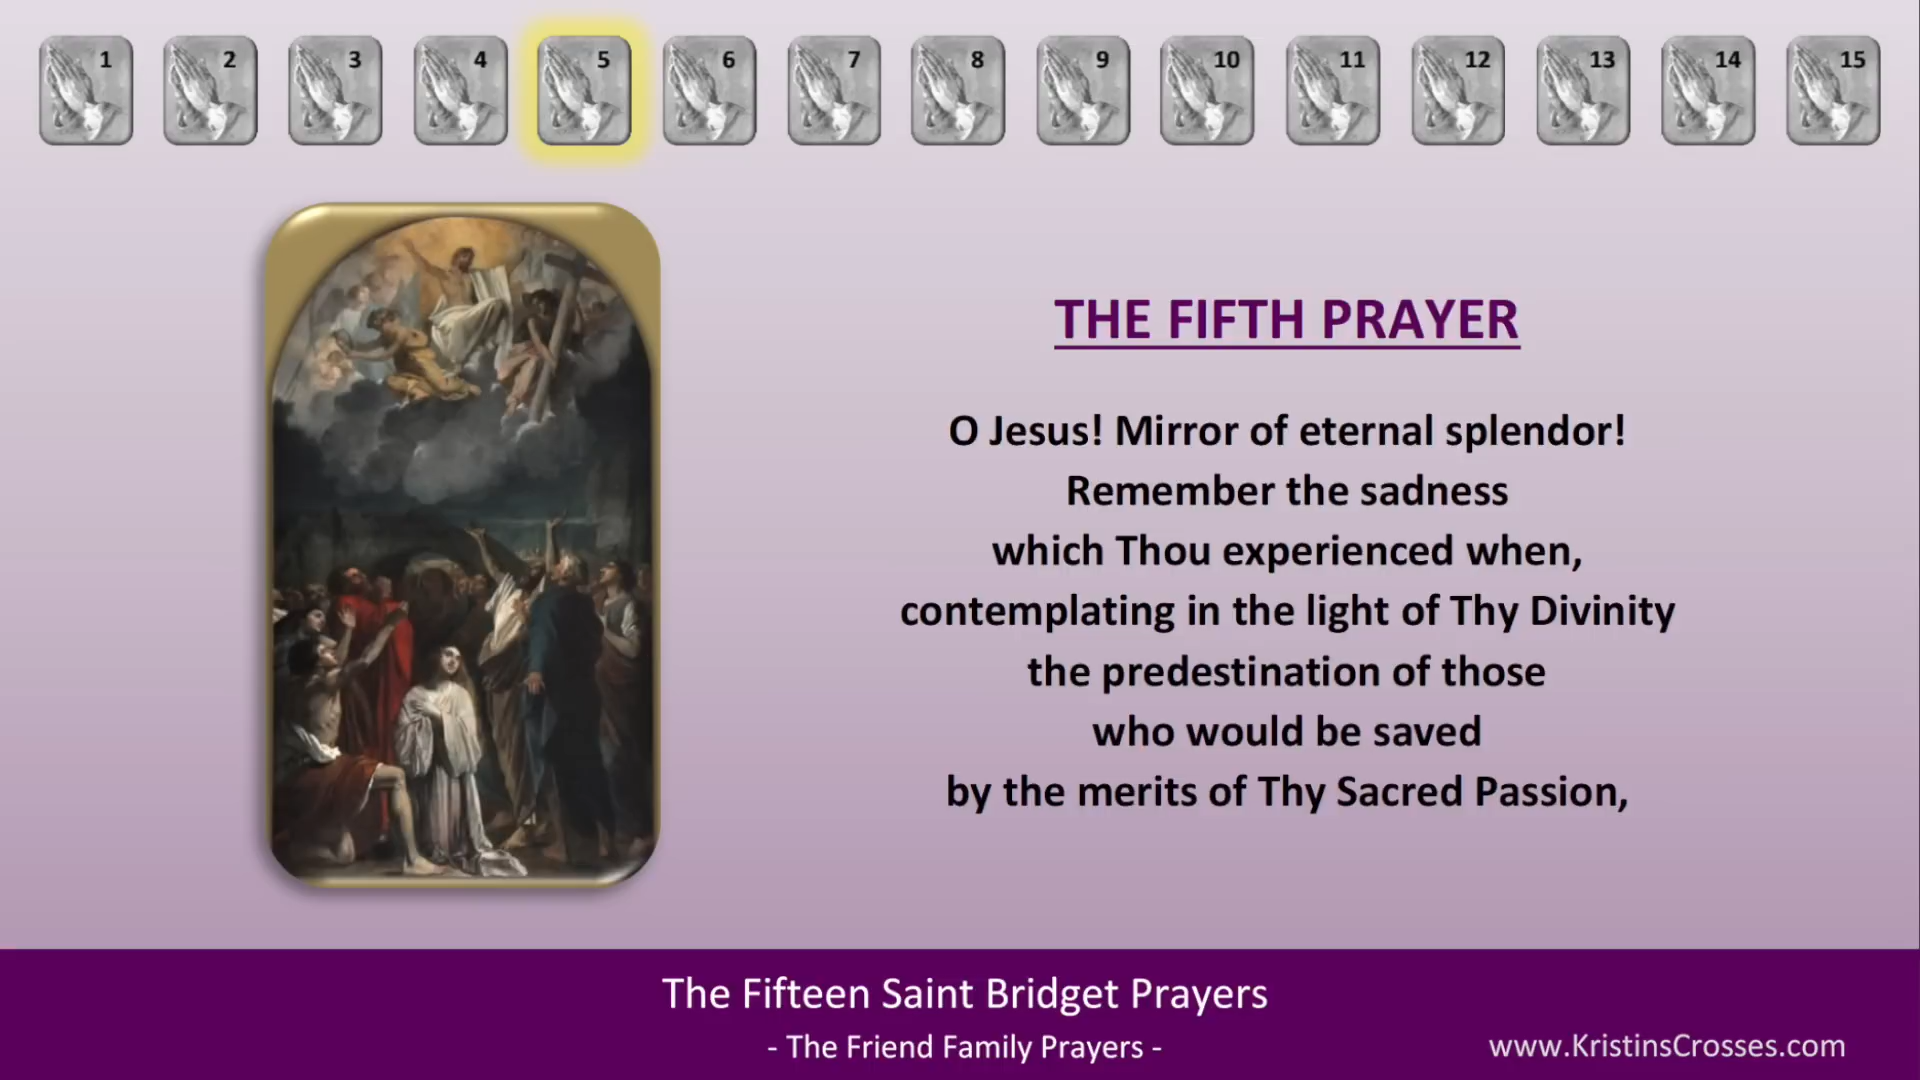 1 2 3 4 5 6 7 8 9 10 11 12 13 14 15
THE FIFTH PRAYER
O Jesus! Mirror of eternal splendor!
Remember the sadness
which Thou experienced when,
contemplating in the light of Thy Divinity
the predestination of those
who would be saved
by the merits of Thy Sacred Passion,
The Fifteen Saint Bridget Prayers
- The Friend Family Prayers -
www.KristinsCrosses.com